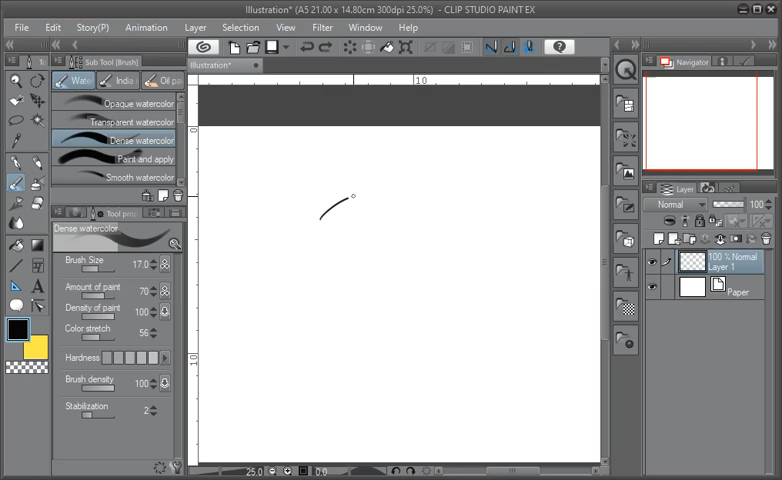 Illustration* (A5 21.00 x 14.80cm 300dpi 25.0%) - CLIP STUDIO PAINT EX
File Edit Story(P) Animation Layer Selection View Filter Window Help
Sub Tool [Brush]
Wate India Oil pa
Opaque watercolor
Transparent watercolor
Dense watercolor
Paint and apply
Smooth watercolor
Tool prop
Dense watercolor
Brush Size 17.0
Amount of paint 70
Density of paint 100
Color stretch 56
Hardness
Brush density 100
Stabilization 2
Illustration*
10
0
10
25.0
0.0
Navigator
Layer
Normal 100
100 % Normal
Layer 1
Paper